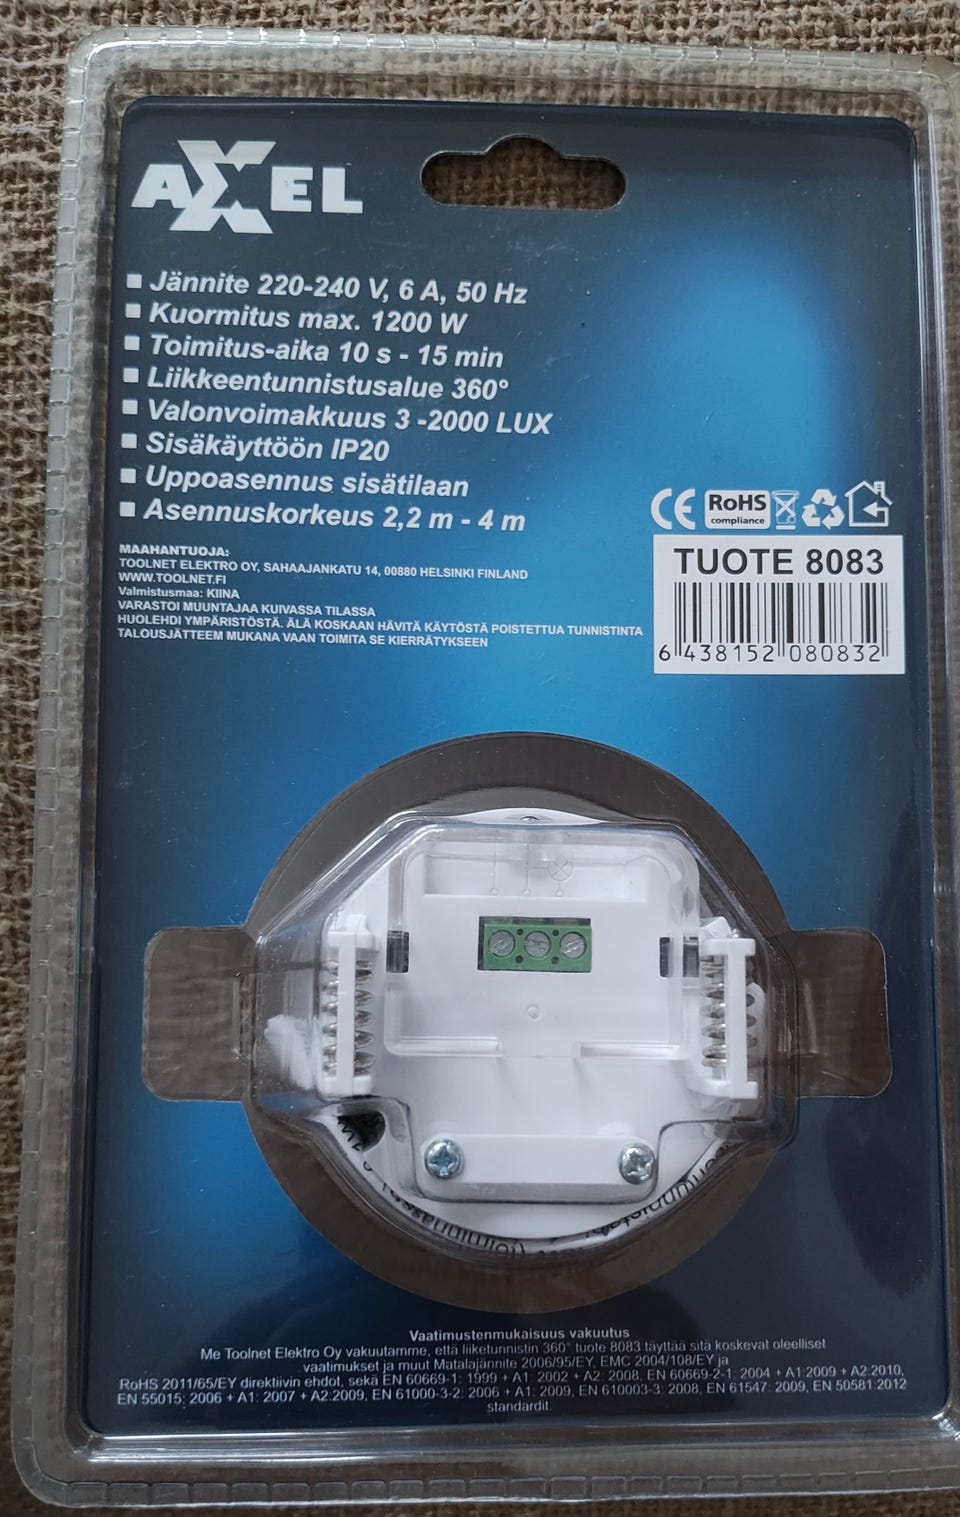 AXEL
Jännite 220-240 V, 6 A, 50 Hz
Kuormitus max. 1200 W
Toimitus-aika 10 s - 15 min
Liikkeentunnistusalue 360°
Valonvoimakkuus 3 -2000 LUX
Sisäkäyttöön IP20
Uppoasennus sisätilaan
Asennuskorkeus 2,2 m - 4 m
CE RoHS
compliance
TUOTE 8083
6 438152 080832
MAAHANTUOJA:
TOOLNET ELEKTRO OY, SAHAAJANKATU 14, 00880 HELSINKI FINLAND
WWW.TOOLNET.FI
Valmistusmaa: KIINA
VARASTOI MUUNTAJAA KUIVASSA TILASSA
HUOLEHDI YMPÄRISTÖSTÄ. ÄLÄ KOSKAAN HÄVITÄ KÄYTÖSTÄ POISTETTUA TUNNISTINTA
TALOUSJÄTTEEM MUKANA VAAN TOIMITA SE KIERRÄTYKSEEN
Vaatimustenmukaisuus vakuutus
Me Toolnet Elektro Oy vakuutamme, että liiketunnistin 360° tuote 8083 täyttää sitä koskevat oleelliset
vaatimukset ja muut Matalajännite 2006/95/EY, EMC 2004/108/EY ja
RoHS 2011/65/EY direktiivin ehdot, sekä EN 60669-1: 1999 + A1: 2002 + A2: 2008, EN 60669-2-1: 2004 + A1:2009 + A2:2010,
EN 55015: 2006 + A1: 2007 + A2:2009, EN 61000-3-2: 2006 + A1: 2009, EN 610003-3: 2008, EN 61547: 2009, EN 50581:2012
standardit.